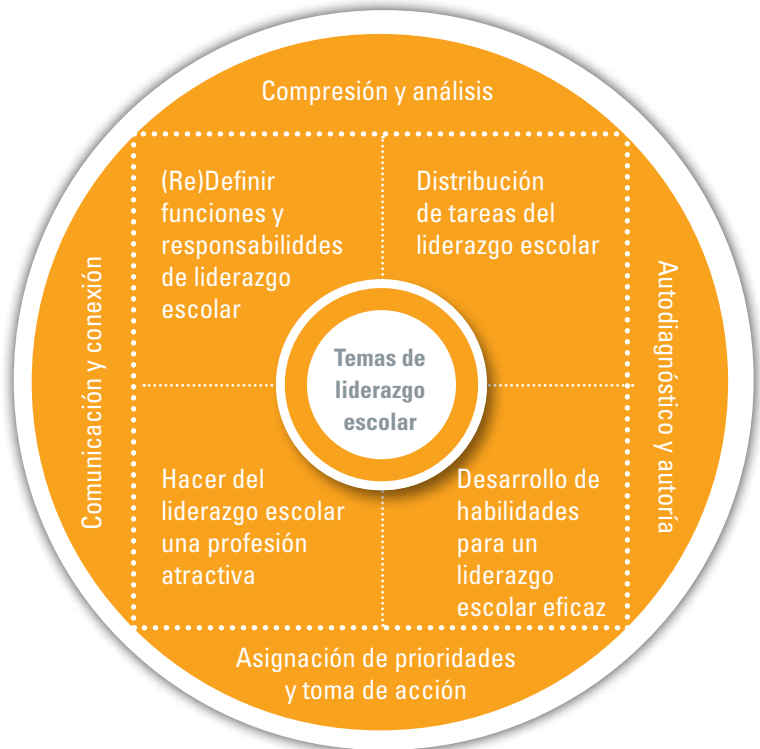 Compresión y análisis
(Re)Definir
funciones y
responsabiliddes
de liderazgo
escolar
Distribución
de tareas del
liderazgo escolar
Comunicación y conexión
Temas de
liderazgo
escolar
Autodiagnóstico y autoría
Hacer del
liderazgo escolar
una profesión
atractiva
Desarrollo de
habilidades
para un
liderazgo
escolar eficaz
Asignación de prioridades
y toma de acción